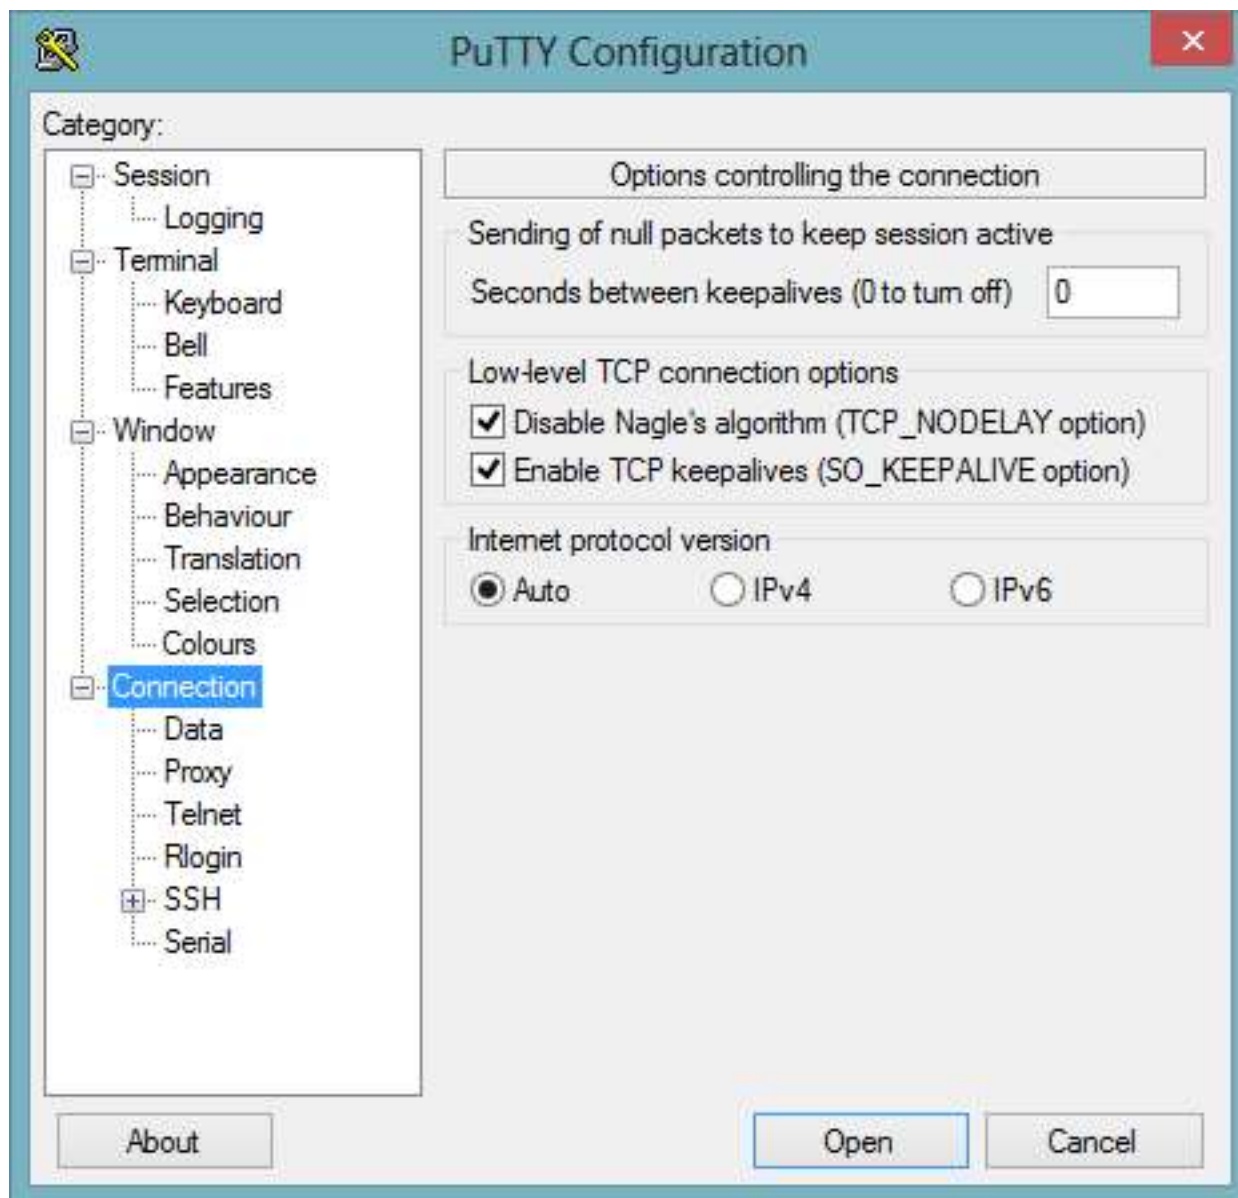 PuTTY Configuration
Category:
Session
Logging
Terminal
Keyboard
Bell
Features
Window
Appearance
Behaviour
Translation
Selection
Colours
Connection
Data
Proxy
Telnet
Rlogin
SSH
Serial
Options controlling the connection
Sending of null packets to keep session active
Seconds between keepalives (0 to turn off) 0
Low-level TCP connection options
Disable Nagle's algorithm (TCP_NODELAY option)
Enable TCP keepalives (SO_KEEPALIVE option)
Internet protocol version
Auto IPv4 IPv6
About Open Cancel